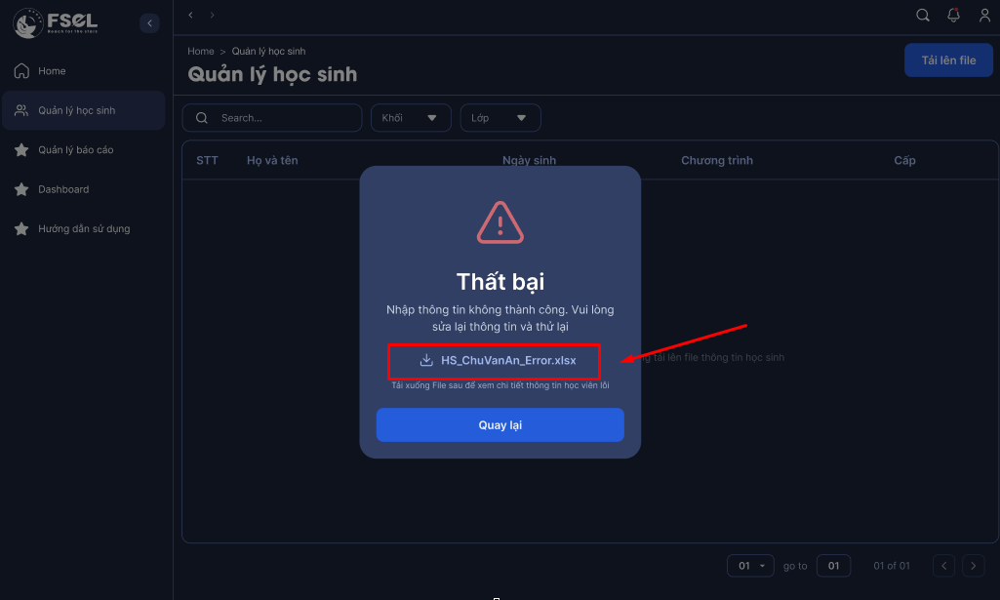 FSEL
Reach for the stars
Home
Quản lý học sinh
Quản lý báo cáo
Dashboard
Hướng dẫn sử dụng
Home > Quản lý học sinh
Quản lý học sinh
Tải lên file
Search...
Khối
Lớp
STT Họ và tên Ngày sinh Chương trình Cấp
Thất bại
Nhập thông tin không thành công. Vui lòng
sửa lại thông tin và thử lại
HS_ChuVanAn_Error.xlsx
Tải xuống File sau để xem chi tiết thông tin học viên lỗi
Quay lại
tải lên file thông tin học sinh
01 go to 01 01 of 01